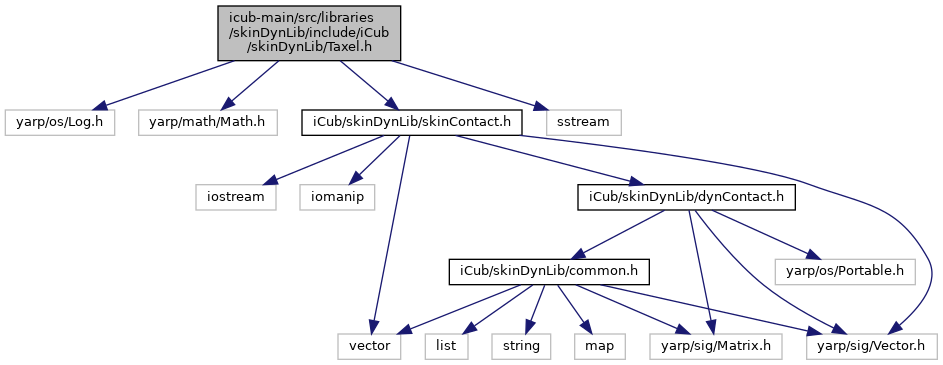 icub-main/src/libraries
/skinDynLib/include/iCub
/skinDynLib/Taxel.h
yarp/os/Log.h
yarp/math/Math.h
iCub/skinDynLib/skinContact.h
sstream
iostream
iomanip
iCub/skinDynLib/dynContact.h
iCub/skinDynLib/common.h
yarp/os/Portable.h
vector
list
string
map
yarp/sig/Matrix.h
yarp/sig/Vector.h